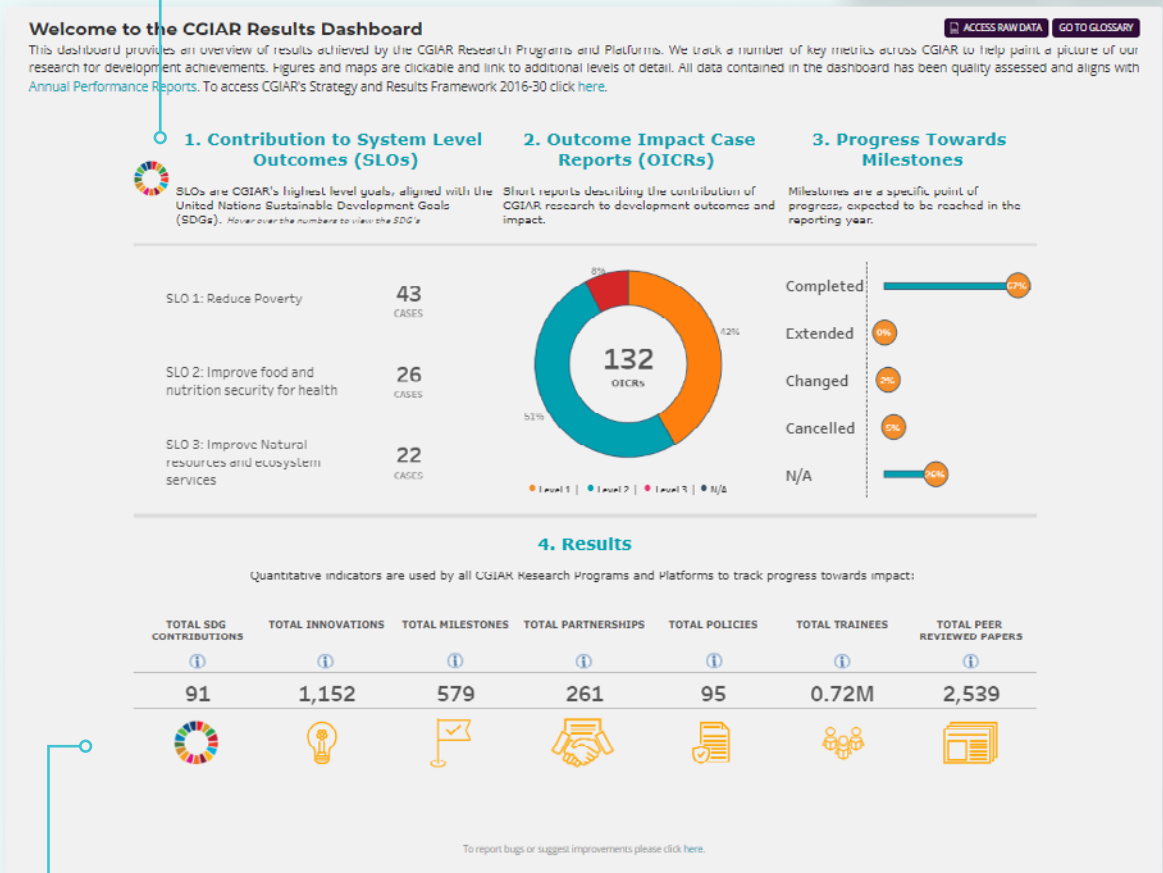 Welcome to the CGIAR Results Dashboard
ACCESS RAW DATA
GO TO GLOSSARY
This dashboard provides an overview of results achieved by the CGIAR Research Programs and Platforms. We track a number of key metrics across CGIAR to help paint a picture of our
research for development achievements. Figures and maps are clickable and link to additional levels of detail. All data contained in the dashboard has been quality assessed and aligns with
Annual Performance Reports. To access CGIAR's Strategy and Results Framework 2016-30 click here.
1. Contribution to System Level
Outcomes (SLOs)
SLOs are CGIAR's highest level goals, aligned with the
United Nations Sustainable Development Goals
(SDGs). Hover over the numbers to view the SDG's
2. Outcome Impact Case
Reports (OICRs)
Short reports describing the contribution of
CGIAR research to development outcomes and
impact.
3. Progress Towards
Milestones
Milestones are a specific point of
progress, expected to be reached in the
reporting year.
SLO 1: Reduce Poverty
43
CASES
SLO 2: Improve food and
nutrition security for health
26
CASES
SLO 3: Improve Natural
resources and ecosystem
services
22
CASES
8%
42%
51%
132
OICRs
Level 1 | Level 2 | Level 3 | N/A
Completed 67%
Extended 0%
Changed 2%
Cancelled 5%
N/A 26%
4. Results
Quantitative indicators are used by all CGIAR Research Programs and Platforms to track progress towards impact:
TOTAL SDG
CONTRIBUTIONS
91
TOTAL INNOVATIONS
1,152
TOTAL MILESTONES
579
TOTAL PARTNERSHIPS
261
TOTAL POLICIES
95
TOTAL TRAINEES
0.72M
TOTAL PEER
REVIEWED PAPERS
2,539
To report bugs or suggest improvements please click here.